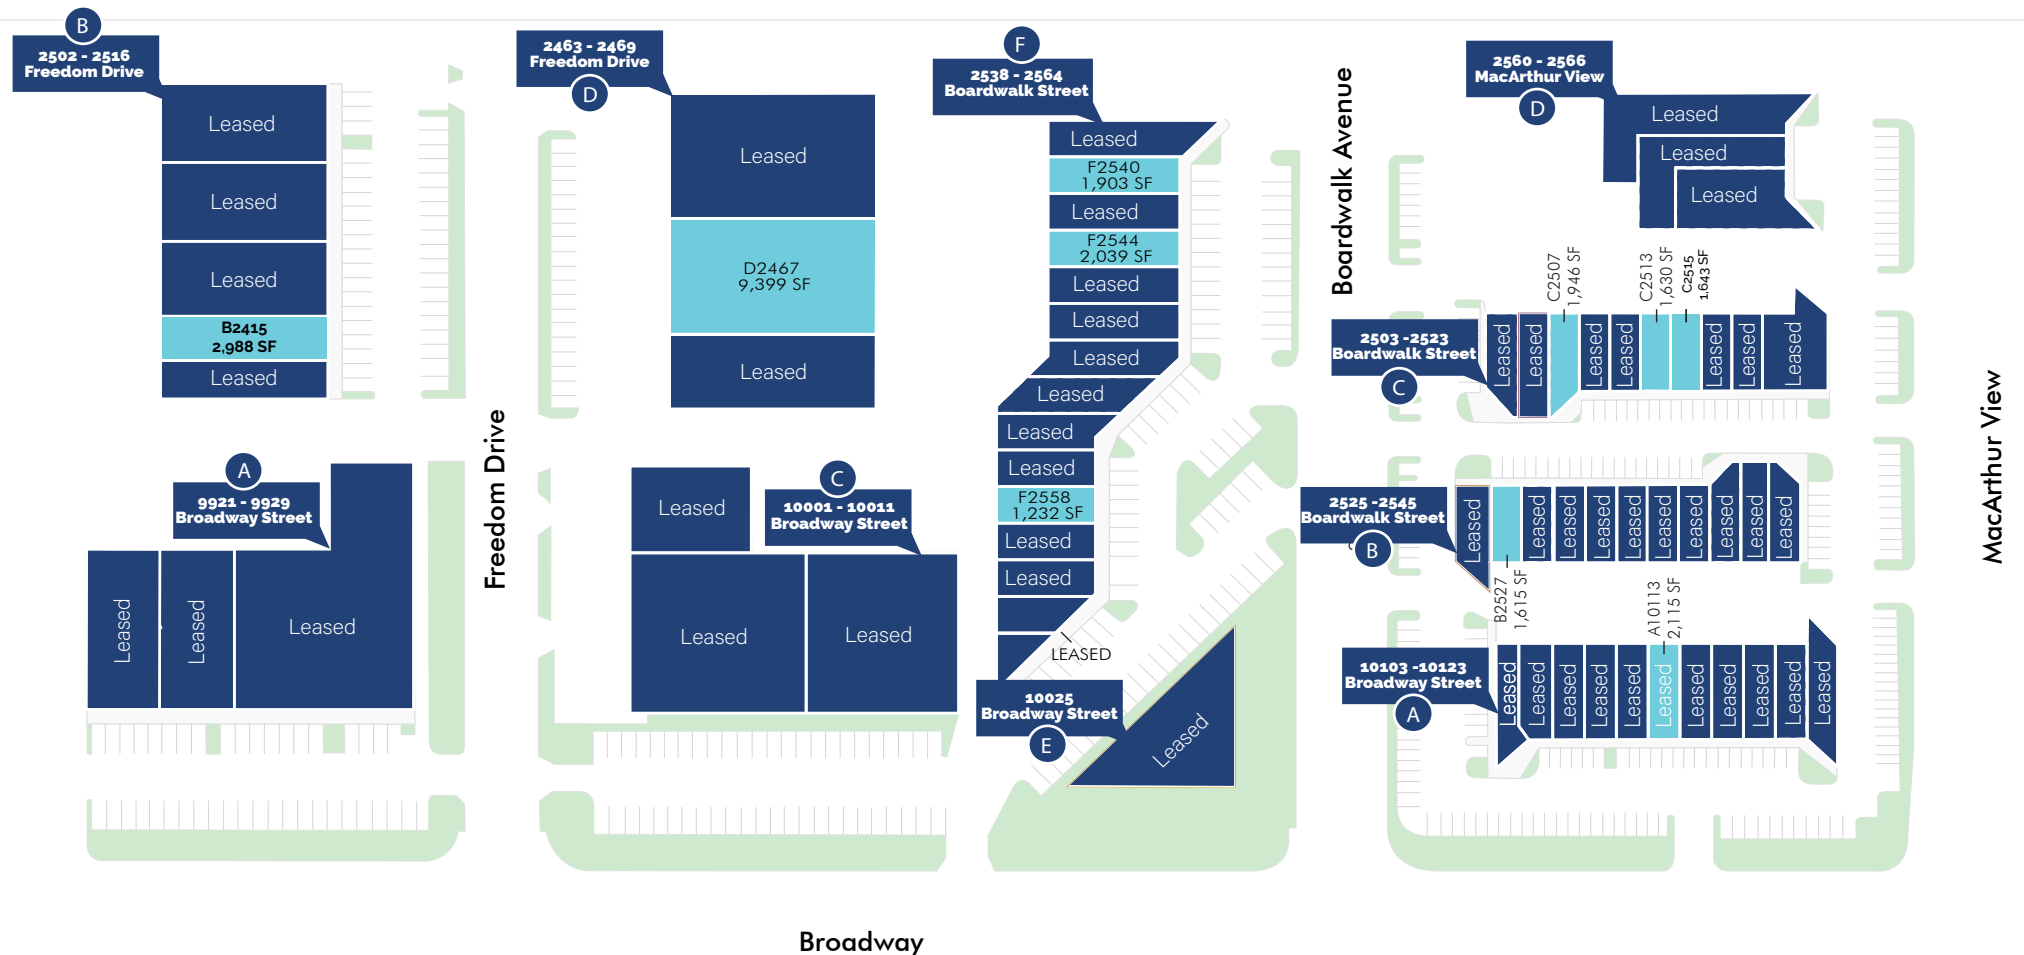 B
2502 - 2516
Freedom Drive
Leased
Leased
Leased
B2415
2,988 SF
Leased
A
9921 - 9929
Broadway Street
Leased
Leased
Leased
Freedom Drive
2463 - 2469
Freedom Drive
D
Leased
D2467
9,399 SF
Leased
Leased
C
10001 - 10011
Broadway Street
Leased
Leased
F
2538 - 2564
Boardwalk Street
Leased
F2540
1,903 SF
Leased
F2544
2,039 SF
Leased
Leased
Leased
Leased
Leased
Leased
F2558
1,232 SF
Leased
Leased
LEASED
10025
Broadway Street
E
Leased
Boardwalk Avenue
2560 - 2566
MacArthur View
D
Leased
Leased
Leased
C2507
1,946 SF
C2513
1,630 SF
C2515
1,643 SF
2503 -2523
Boardwalk Street
C
Leased
Leased
Leased
Leased
Leased
Leased
Leased
2525 -2545
Boardwalk Street
B
Leased
Leased
Leased
Leased
Leased
Leased
Leased
Leased
Leased
Leased
B2527
1,615 SF
A10113
2,115 SF
10103 -10123
Broadway Street
A
Leased
Leased
Leased
Leased
Leased
Leased
Leased
Leased
Leased
Leased
Leased
MacArthur View
Broadway